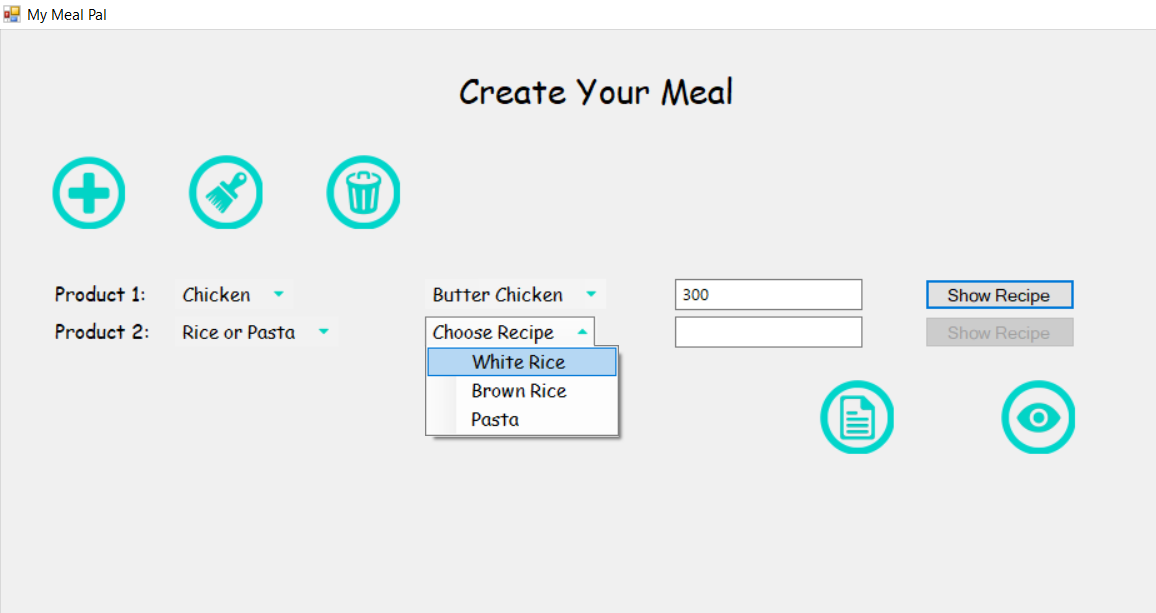 My Meal Pal
Create Your Meal
Product 1: Chicken Butter Chicken 300 Show Recipe
Product 2: Rice or Pasta Choose Recipe Show Recipe
White Rice
Brown Rice
Pasta